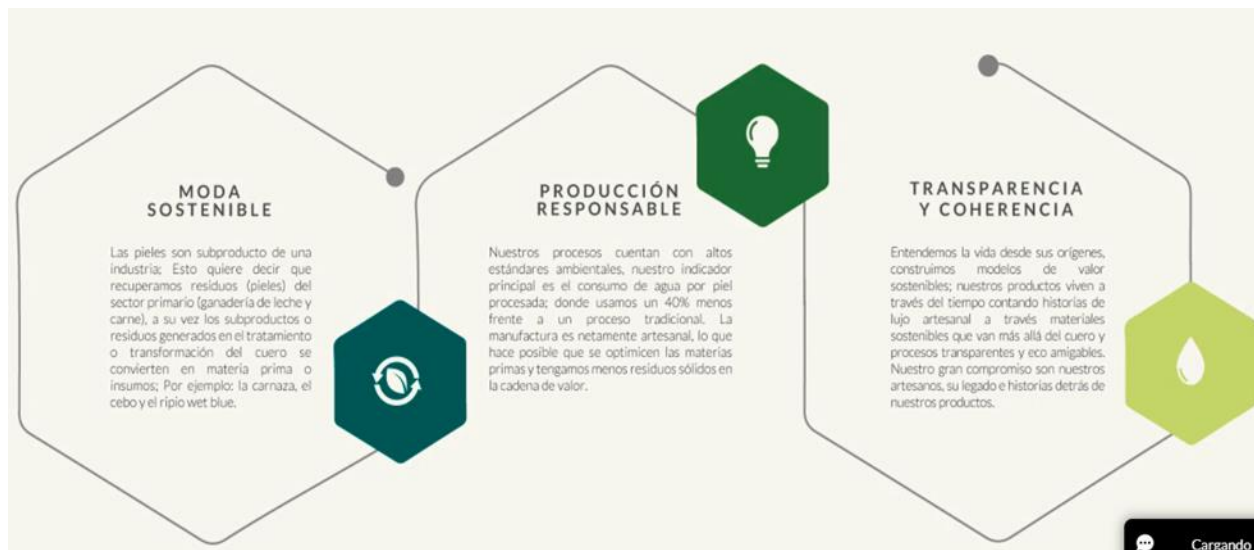 MODA
SOSTENIBLE
Las pieles son subproducto de una
industria; Esto quiere decir que
recuperamos residuos (pieles) del
sector primario (ganadería de leche y
carne), a su vez los subproductos o
residuos generados en el tratamiento
o transformación del cuero se
convierten en materia prima o
insumos; Por ejemplo: la carnaza, el
cebo y el ripio wet blue.
PRODUCCIÓN
RESPONSABLE
Nuestros procesos cuentan con altos
estándares ambientales, nuestro indicador
principal es el consumo de agua por piel
procesada; donde usamos un 40% menos
frente a un proceso tradicional. La
manufactura es netamente artesanal, lo que
hace posible que se optimicen las materias
primas y tengamos menos residuos sólidos en
la cadena de valor.
TRANSPARENCIA
Y COHERENCIA
Entendemos la vida desde sus orígenes,
construimos modelos de valor
sostenibles; nuestros productos viven a
través del tiempo contando historias de
lujo artesanal a través materiales
sostenibles que van más allá del cuero y
procesos transparentes y eco amigables.
Nuestro gran compromiso son nuestros
artesanos, su legado e historias detrás de
nuestros productos.
Cargando